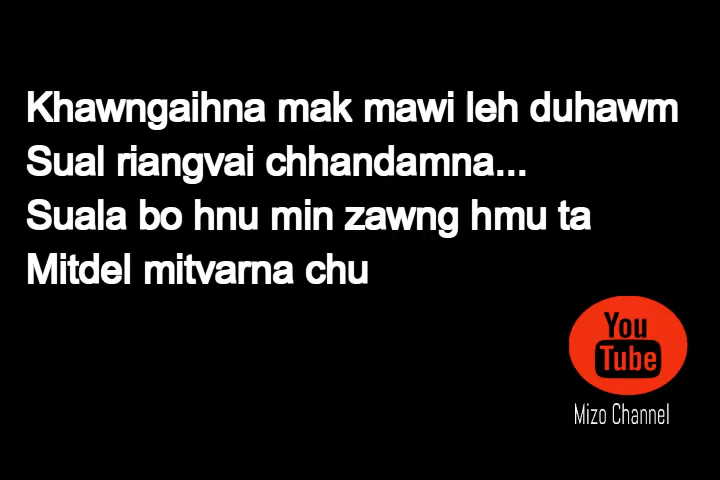 Khawngaihna mak mawi leh duhawm
Sual riangvai chhandamna...
Suala bo hnu min zawng hmu ta
Mitdel mitvarna chu
You
Tube
Mizo Channel